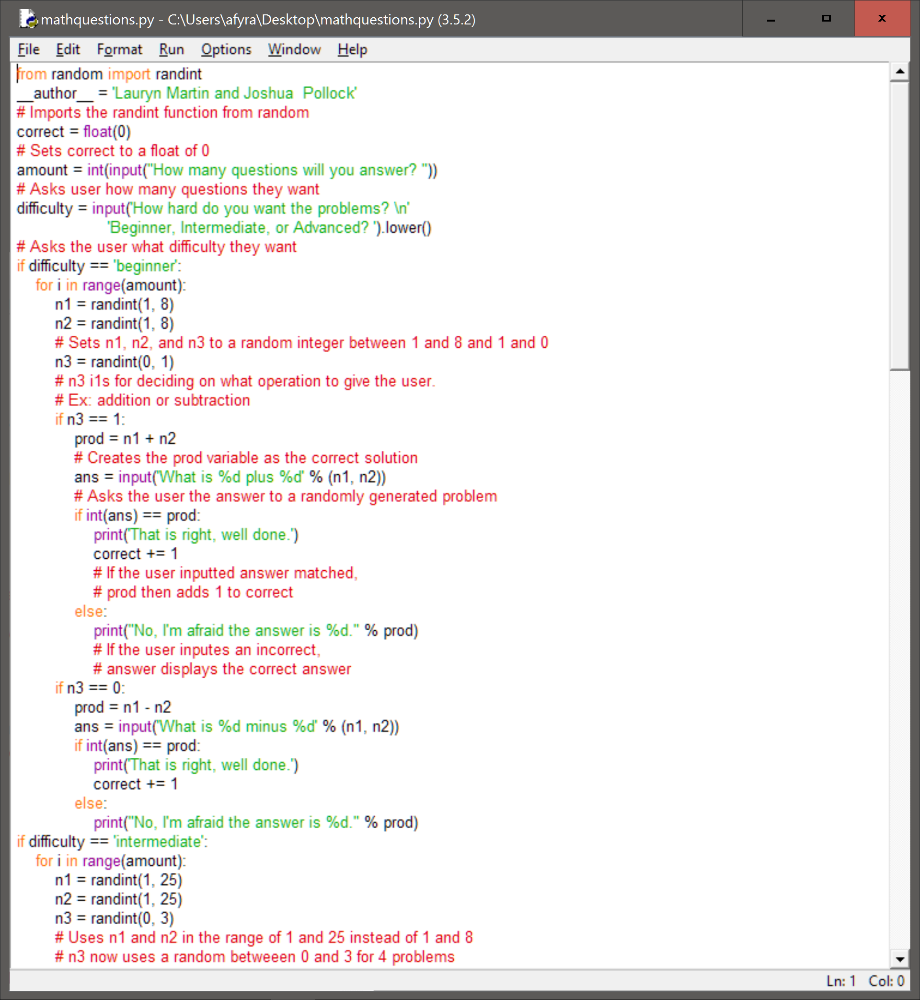 mathquestions.py - C:\Users\afyra\Desktop\mathquestions.py (3.5.2)
File Edit Format Run Options Window Help
from random import randint
__author__ = 'Lauryn Martin and Joshua  Pollock'
# Imports the randint function from random
correct = float(0)
# Sets correct to a float of 0
amount = int(input("How many questions will you answer? "))
# Asks user how many questions they want
difficulty = input('How hard do you want the problems? \n'
                   'Beginner, Intermediate, or Advanced? ').lower()
# Asks the user what difficulty they want
if difficulty == 'beginner':
    for i in range(amount):
        n1 = randint(1, 8)
        n2 = randint(1, 8)
        # Sets n1, n2, and n3 to a random integer between 1 and 8 and 1 and 0
        n3 = randint(0, 1)
        # n3 i1s for deciding on what operation to give the user.
        # Ex: addition or subtraction
        if n3 == 1:
            prod = n1 + n2
            # Creates the prod variable as the correct solution
            ans = input('What is %d plus %d' % (n1, n2))
            # Asks the user the answer to a randomly generated problem
            if int(ans) == prod:
                print('That is right, well done.')
                correct += 1
                # If the user inputted answer matched,
                # prod then adds 1 to correct
            else:
                print("No, I'm afraid the answer is %d." % prod)
                # If the user inputes an incorrect,
                # answer displays the correct answer
        if n3 == 0:
            prod = n1 - n2
            ans = input('What is %d minus %d' % (n1, n2))
            if int(ans) == prod:
                print('That is right, well done.')
                correct += 1
            else:
                print("No, I'm afraid the answer is %d." % prod)
if difficulty == 'intermediate':
    for i in range(amount):
        n1 = randint(1, 25)
        n2 = randint(1, 25)
        n3 = randint(0, 3)
        # Uses n1 and n2 in the range of 1 and 25 instead of 1 and 8
        # n3 now uses a random betweeen 0 and 3 for 4 problems
Ln: 1 Col: 0